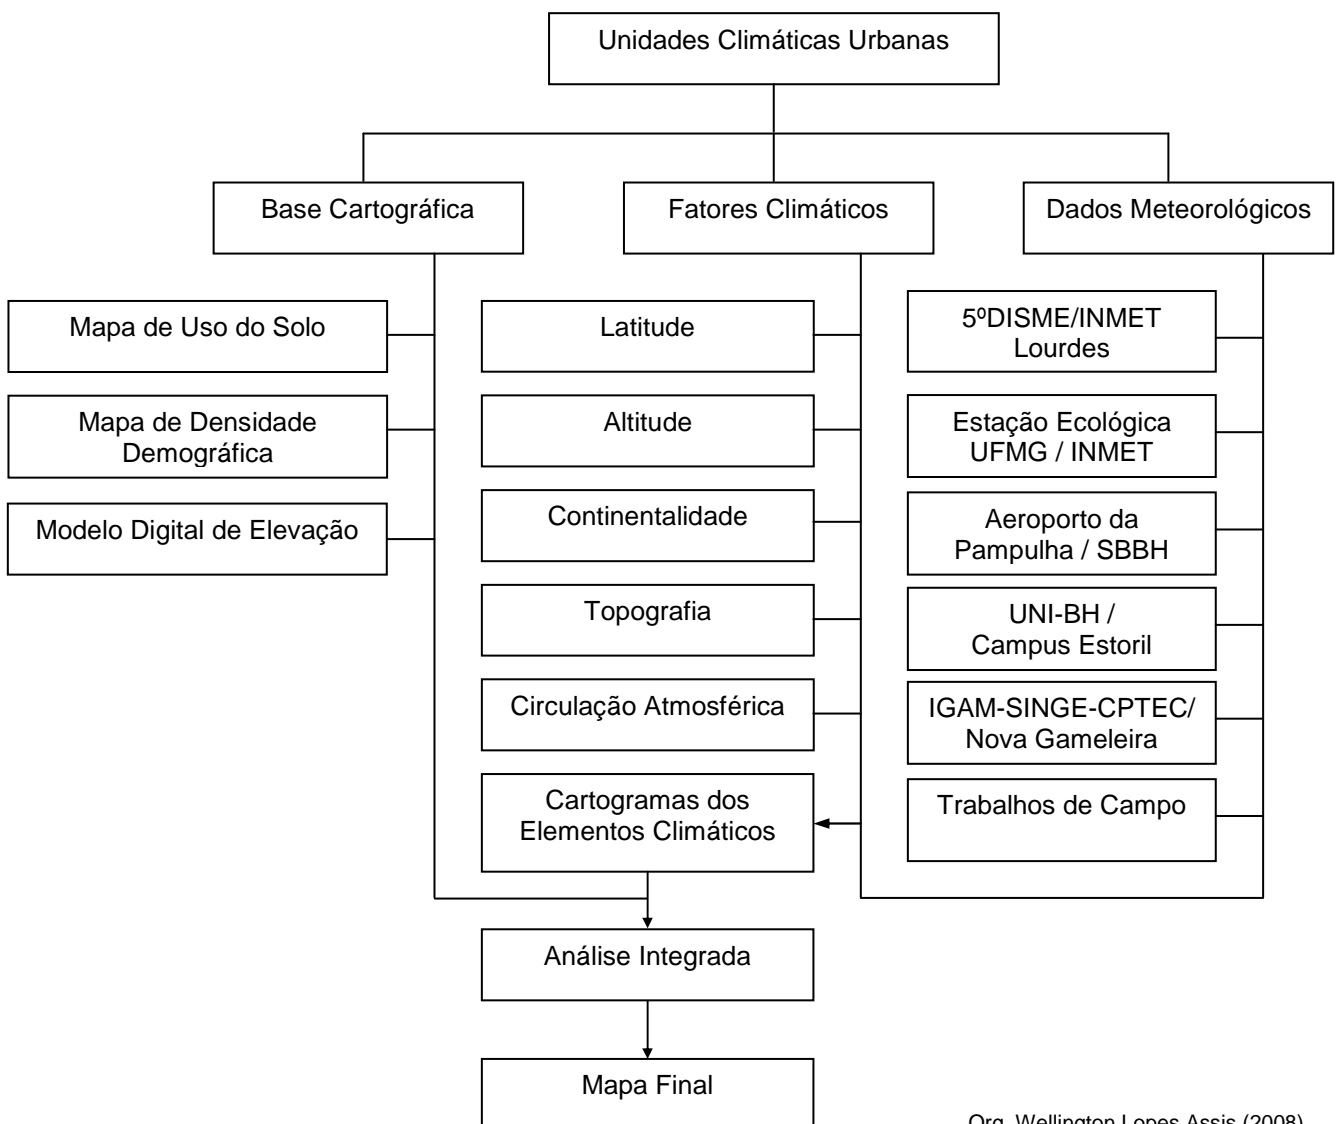 Unidades Climáticas Urbanas
Base Cartográfica
Fatores Climáticos
Dados Meteorológicos
Mapa de Uso do Solo
Mapa de Densidade
Demográfica
Modelo Digital de Elevação
Latitude
Altitude
Continentalidade
Topografia
Circulação Atmosférica
Cartogramas dos
Elementos Climáticos
5ºDISME/INMET
Lourdes
Estação Ecológica
UFMG / INMET
Aeroporto da
Pampulha / SBBH
UNI-BH /
Campus Estoril
IGAM-SINGE-CPTEC/
Nova Gameleira
Trabalhos de Campo
Análise Integrada
Mapa Final
Org. Wellington Lopes Assis (2008)